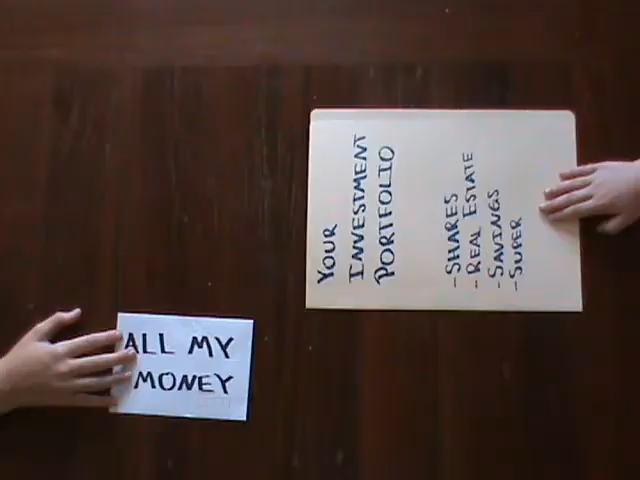 YOUR
INVESTMENT
PORTFOLIO
- SHARES
- REAL ESTATE
- SAVINGS
- SUPER
ALL MY
MONEY